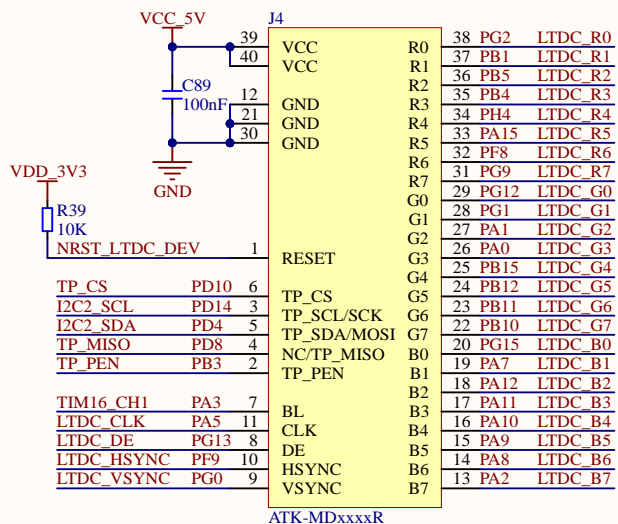 VCC_5V
J4
39 VCC
40 VCC
C89
100nF
12 GND
21 GND
30 GND
GND
VDD_3V3
R39
10K
NRST_LTDC_DEV 1 RESET
TP_CS PD10 6 TP_CS
I2C2_SCL PD14 3 TP_SCL/SCK
I2C2_SDA PD4 5 TP_SDA/MOSI
TP_MISO PD8 4 NC/TP_MISO
TP_PEN PB3 2 TP_PEN
TIM16_CH1 PA3 7 BL
LTDC_CLK PA5 11 CLK
LTDC_DE PG13 8 DE
LTDC_HSYNC PF9 10 HSYNC
LTDC_VSYNC PG0 9 VSYNC
R0 38 PG2 LTDC_R0
R1 37 PB1 LTDC_R1
R2 36 PB5 LTDC_R2
R3 35 PB4 LTDC_R3
R4 34 PH4 LTDC_R4
R5 33 PA15 LTDC_R5
R6 32 PF8 LTDC_R6
R7 31 PG9 LTDC_R7
G0 29 PG12 LTDC_G0
G1 28 PG1 LTDC_G1
G2 27 PA1 LTDC_G2
G3 26 PA0 LTDC_G3
G4 25 PB15 LTDC_G4
G5 24 PB12 LTDC_G5
G6 23 PB11 LTDC_G6
G7 22 PB10 LTDC_G7
B0 20 PG15 LTDC_B0
B1 19 PA7 LTDC_B1
B2 18 PA12 LTDC_B2
B3 17 PA11 LTDC_B3
B4 16 PA10 LTDC_B4
B5 15 PA9 LTDC_B5
B6 14 PA8 LTDC_B6
B7 13 PA2 LTDC_B7
ATK-MDxxxxR